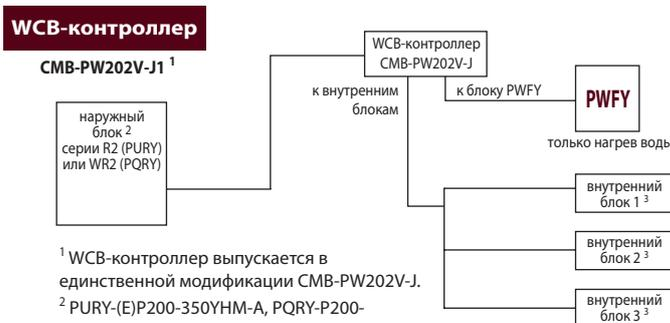 WCB-контроллер
CMB-PW202V-J1 ¹
наружный
блок ²
серии R2 (PURY)
или WR2 (PQRY)
WCB-контроллер
CMB-PW202V-J
к внутренним
блокам
к блоку PWFY
PWFY
только нагрев воды
внутренний
блок 1 ³
внутренний
блок 2 ³
внутренний
блок 3 ³
¹ WCB-контроллер выпускается в
единственной модификации CMB-PW202V-J.
² PURY-(E)P200-350YHM-A, PQRY-P200-